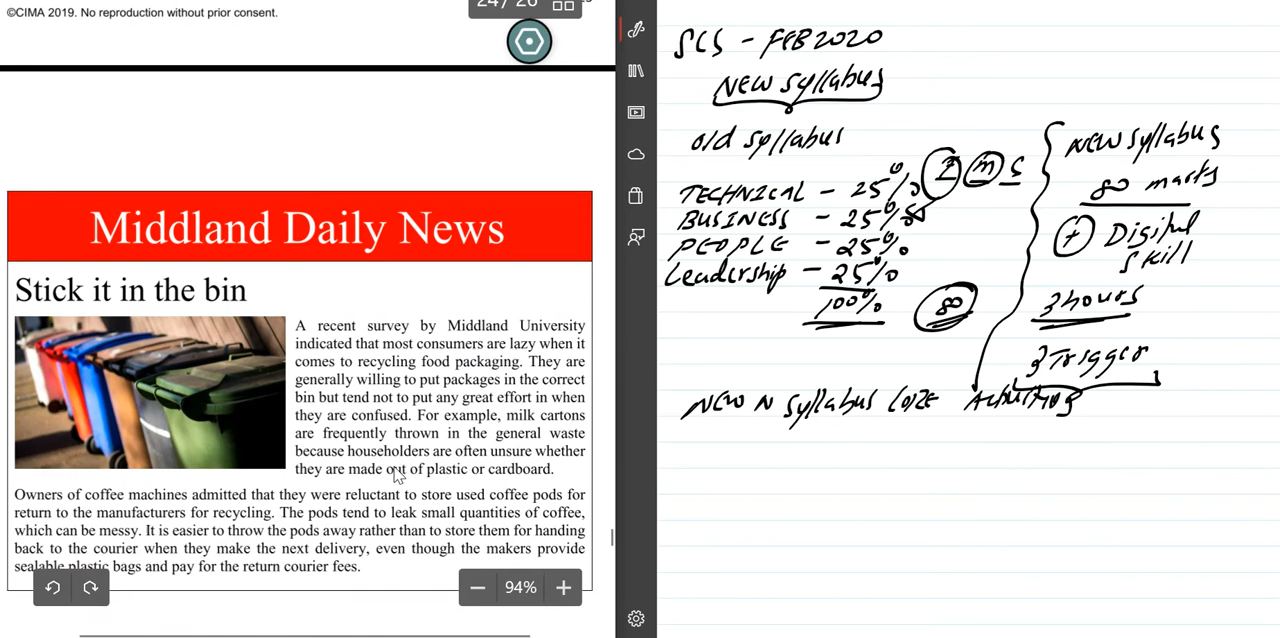 ©CIMA 2019. No reproduction without prior consent.
24 / 26
Middland Daily News
Stick it in the bin
A recent survey by Middland University
indicated that most consumers are lazy when it
comes to recycling food packaging. They are
generally willing to put packages in the correct
bin but tend not to put any great effort in when
they are confused. For example, milk cartons
are frequently thrown in the general waste
because householders are often unsure whether
they are made out of plastic or cardboard.
Owners of coffee machines admitted that they were reluctant to store used coffee pods for
return to the manufacturers for recycling. The pods tend to leak small quantities of coffee,
which can be messy. It is easier to throw the pods away rather than to store them for handing
back to the courier when they make the next delivery, even though the makers provide
sealable plastic bags and pay for the return courier fees.
94%
SCS - FEB 2020
NEW syllabus
old syllabus
TECHNICAL - 25%
BUSINESS - 25%
PEOPLE - 25%
Leadership - 25%
100%
80
E m S
NEW syllabus
80 marks
+ Digital
skill
3 hours
3 Trigger
NEW syllabus CORE Activities